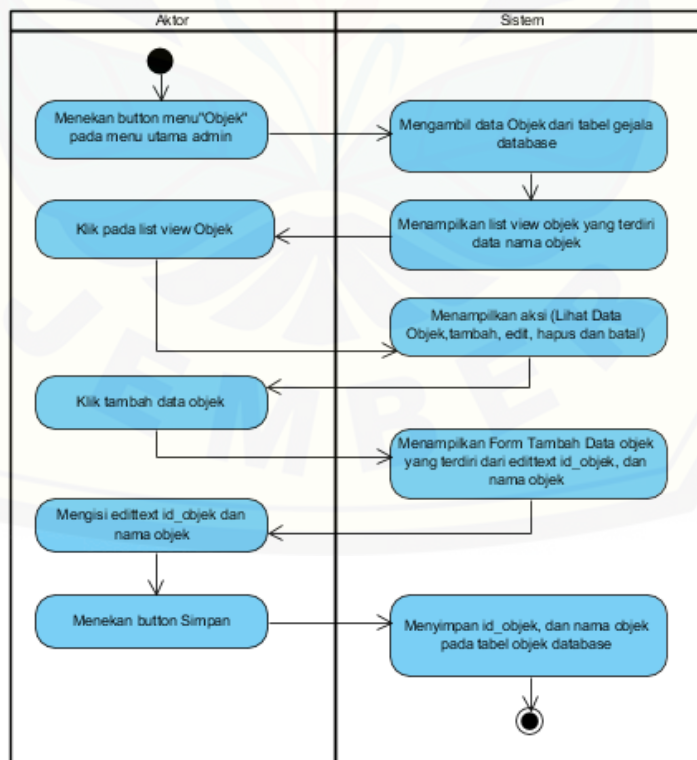 Aktor
Sistem
Menekan button menu"Objek"
pada menu utama admin
Mengambil data Objek dari tabel gejala
database
Menampilkan list view objek yang terdiri
data nama objek
Klik pada list view Objek
Menampilkan aksi (Lihat Data
Objek,tambah, edit, hapus dan batal)
Klik tambah data objek
Menampilkan Form Tambah Data objek
yang terdiri dari edittext id_objek, dan
nama objek
Mengisi edittext id_objek dan
nama objek
Menekan button Simpan
Menyimpan id_objek, dan nama objek
pada tabel objek database
JEMBER